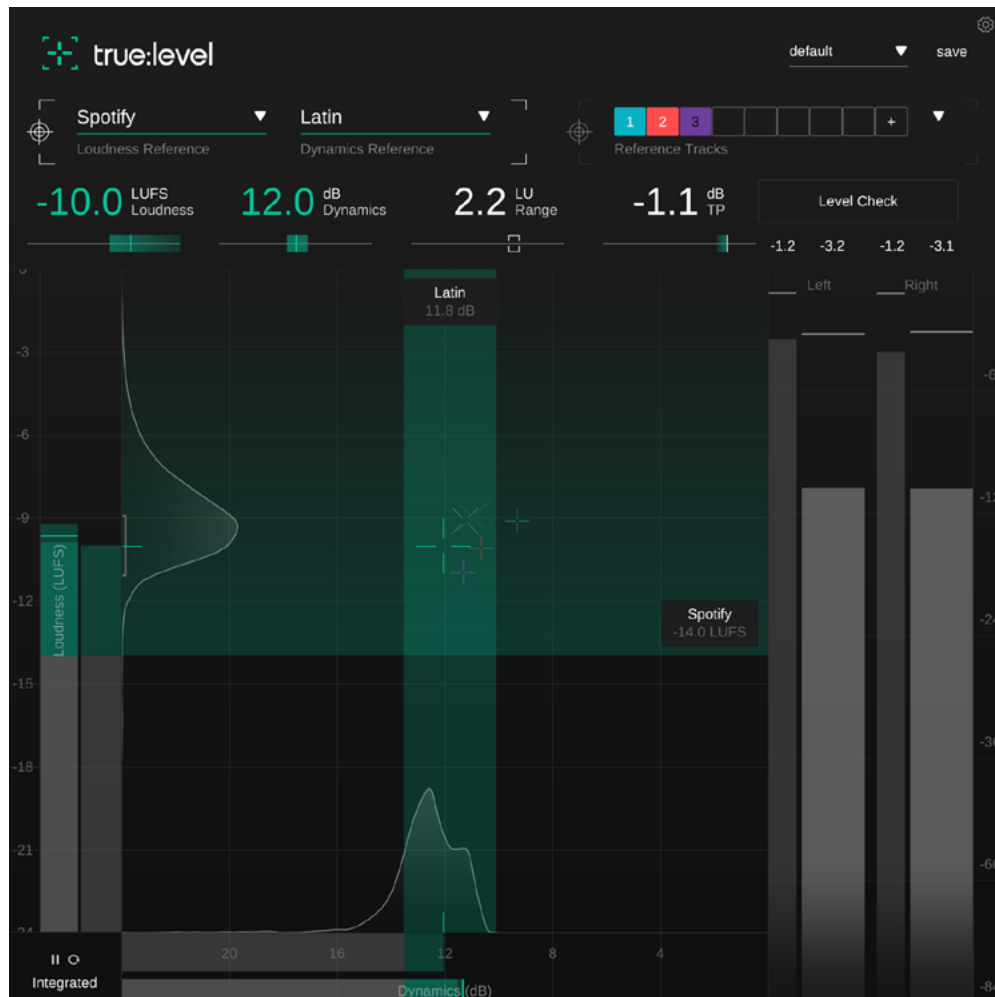 true:level
default
save
Spotify
Latin
1 2 3 +
Loudness Reference
Dynamics Reference
Reference Tracks
-10.0 LUFS Loudness
12.0 dB Dynamics
2.2 LU Range
-1.1 dB TP
Level Check
-1.2 -3.2 -1.2 -3.1
Left
Right
Latin
11.8 dB
0
-3
-6
-9
-12
-15
-18
-21
-24
Loudness (LUFS)
Spotify
-14.0 LUFS
20 16 12 8 4
Dynamics (dB)
Integrated